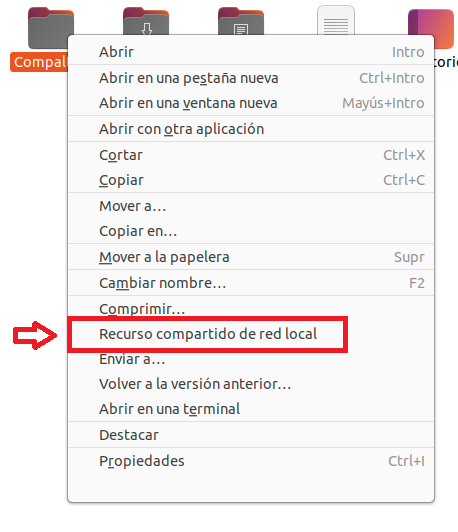 Abrir Intro
Abrir en una pestaña nueva Ctrl+Intro
Abrir en una ventana nueva Mayús+Intro
Abrir con otra aplicación
Cortar Ctrl+X
Copiar Ctrl+C
Mover a…
Copiar en…
Mover a la papelera Supr
Cambiar nombre… F2
Comprimir…
Recurso compartido de red local
Enviar a…
Volver a la versión anterior…
Abrir en una terminal
Destacar
Propiedades Ctrl+I